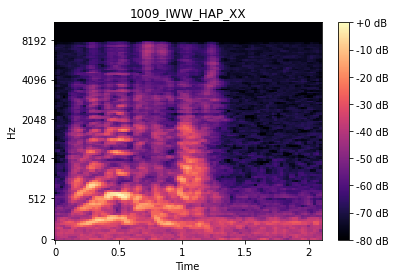 1009_IWW_HAP_XX
8192
4096
2048
1024
512
0
Hz
0
0.5
1
1.5
2
Time
+0 dB
-10 dB
-20 dB
-30 dB
-40 dB
-50 dB
-60 dB
-70 dB
-80 dB